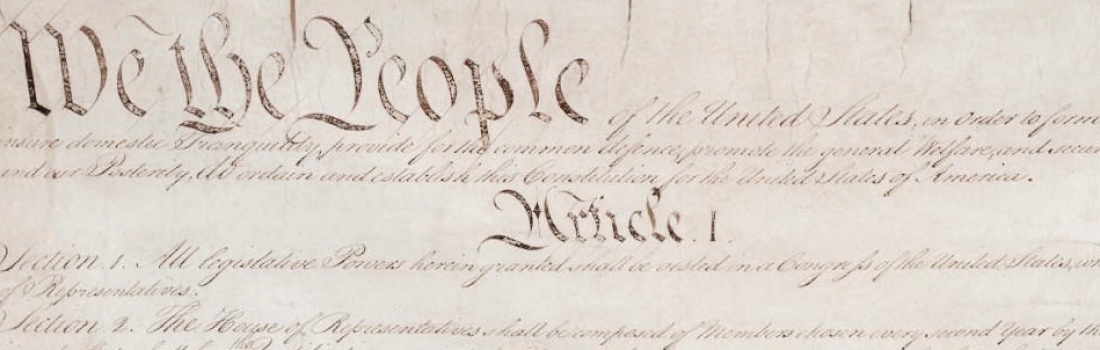 We the People of the United States, in Order to form
insure domestic Tranquility, provide for the common defence, promote the general Welfare, and secure
and our Posterity, do ordain and establish this Constitution for the United States of America.
Article. I.
Section. 1. All legislative Powers herein granted shall be vested in a Congress of the United States,
of Representatives.
Section. 2. The House of Representatives shall be composed of Members chosen every second Year by the